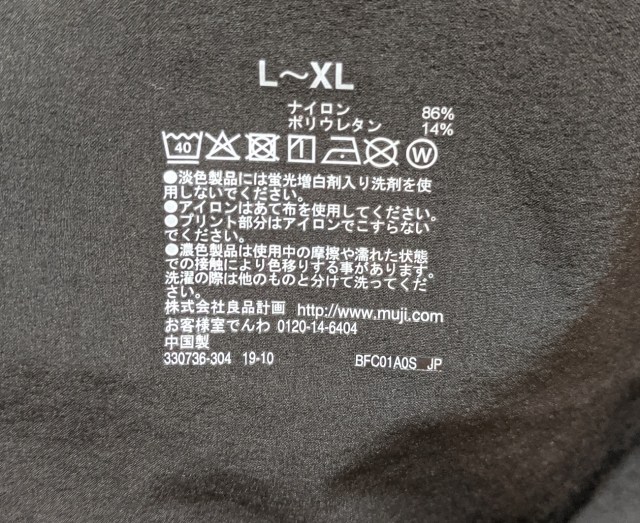 L〜XL
ナイロン 86%
ポリウレタン 14%
40 W
●淡色製品には蛍光増白剤入り洗剤を使
用しないでください。
●アイロンはあて布を使用してください。
●プリント部分はアイロンでこすらない
でください。
●濃色製品は使用中の摩擦や濡れた状態
での接触により色移りする事があります。
洗濯の際は他のものと分けて洗ってくだ
さい。
株式会社良品計画 http://www.muji.com
お客様室でんわ 0120-14-6404
中国製
330736-304 19-10 BFC01A0S JP